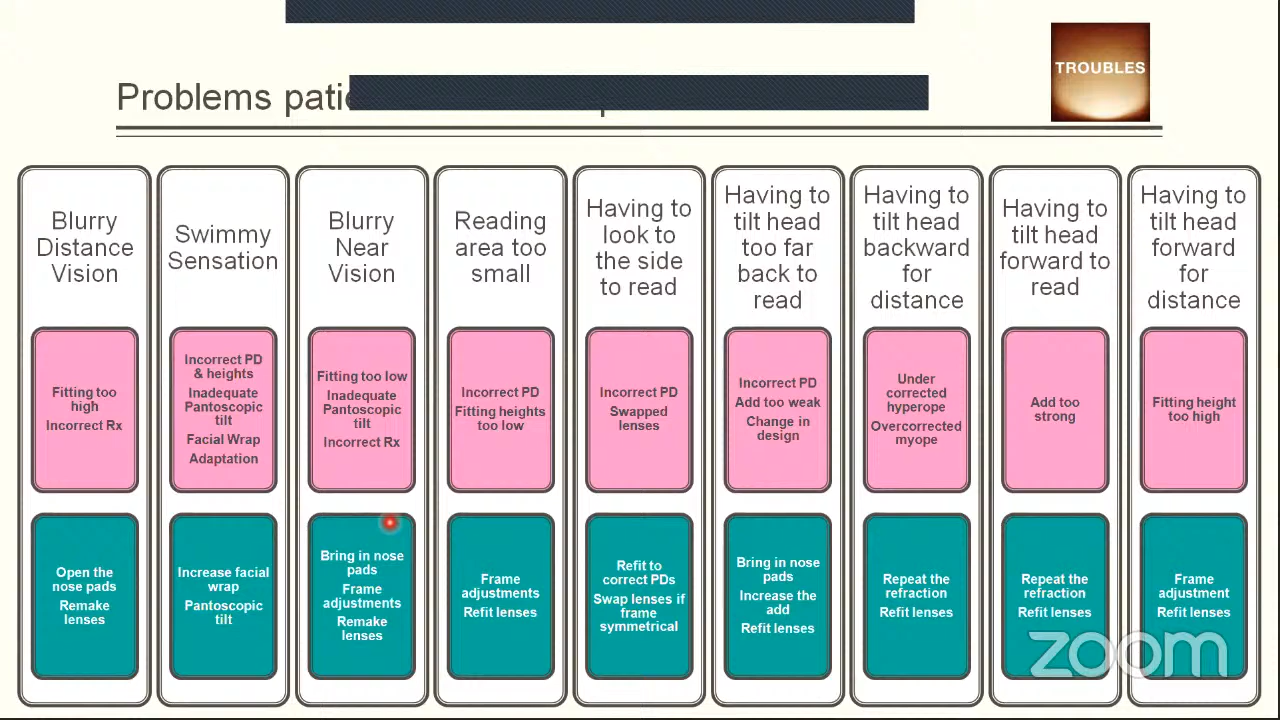 TROUBLES
Problems
Blurry
Distance
Vision
Fitting too
high
Incorrect Rx
Open the
nose pads
Remake
lenses
Swimmy
Sensation
Incorrect PD
& heights
Inadequate
Pantoscopic
tilt
Facial Wrap
Adaptation
Increase facial
wrap
Pantoscopic
tilt
Blurry
Near
Vision
Fitting too low
Inadequate
Pantoscopic
tilt
Incorrect Rx
Bring in nose
pads
Frame
adjustments
Remake
lenses
Reading
area too
small
Incorrect PD
Fitting heights
too low
Frame
adjustments
Refit lenses
Having to
look to
the side
to read
Incorrect PD
Swapped
lenses
Refit to
correct PDs
Swap lenses if
frame
symmetrical
Having to
tilt head
too far
back to
read
Incorrect PD
Add too weak
Change in
design
Bring in nose
pads
Increase the
add
Refit lenses
Having to
tilt head
backward
for
distance
Under
corrected
hyperope
Overcorrected
myope
Repeat the
refraction
Refit lenses
Having to
tilt head
forward to
read
Add too
strong
Repeat the
refraction
Refit lenses
Having to
tilt head
forward
for
distance
Fitting height
too high
Frame
adjustment
Refit lenses
zoom